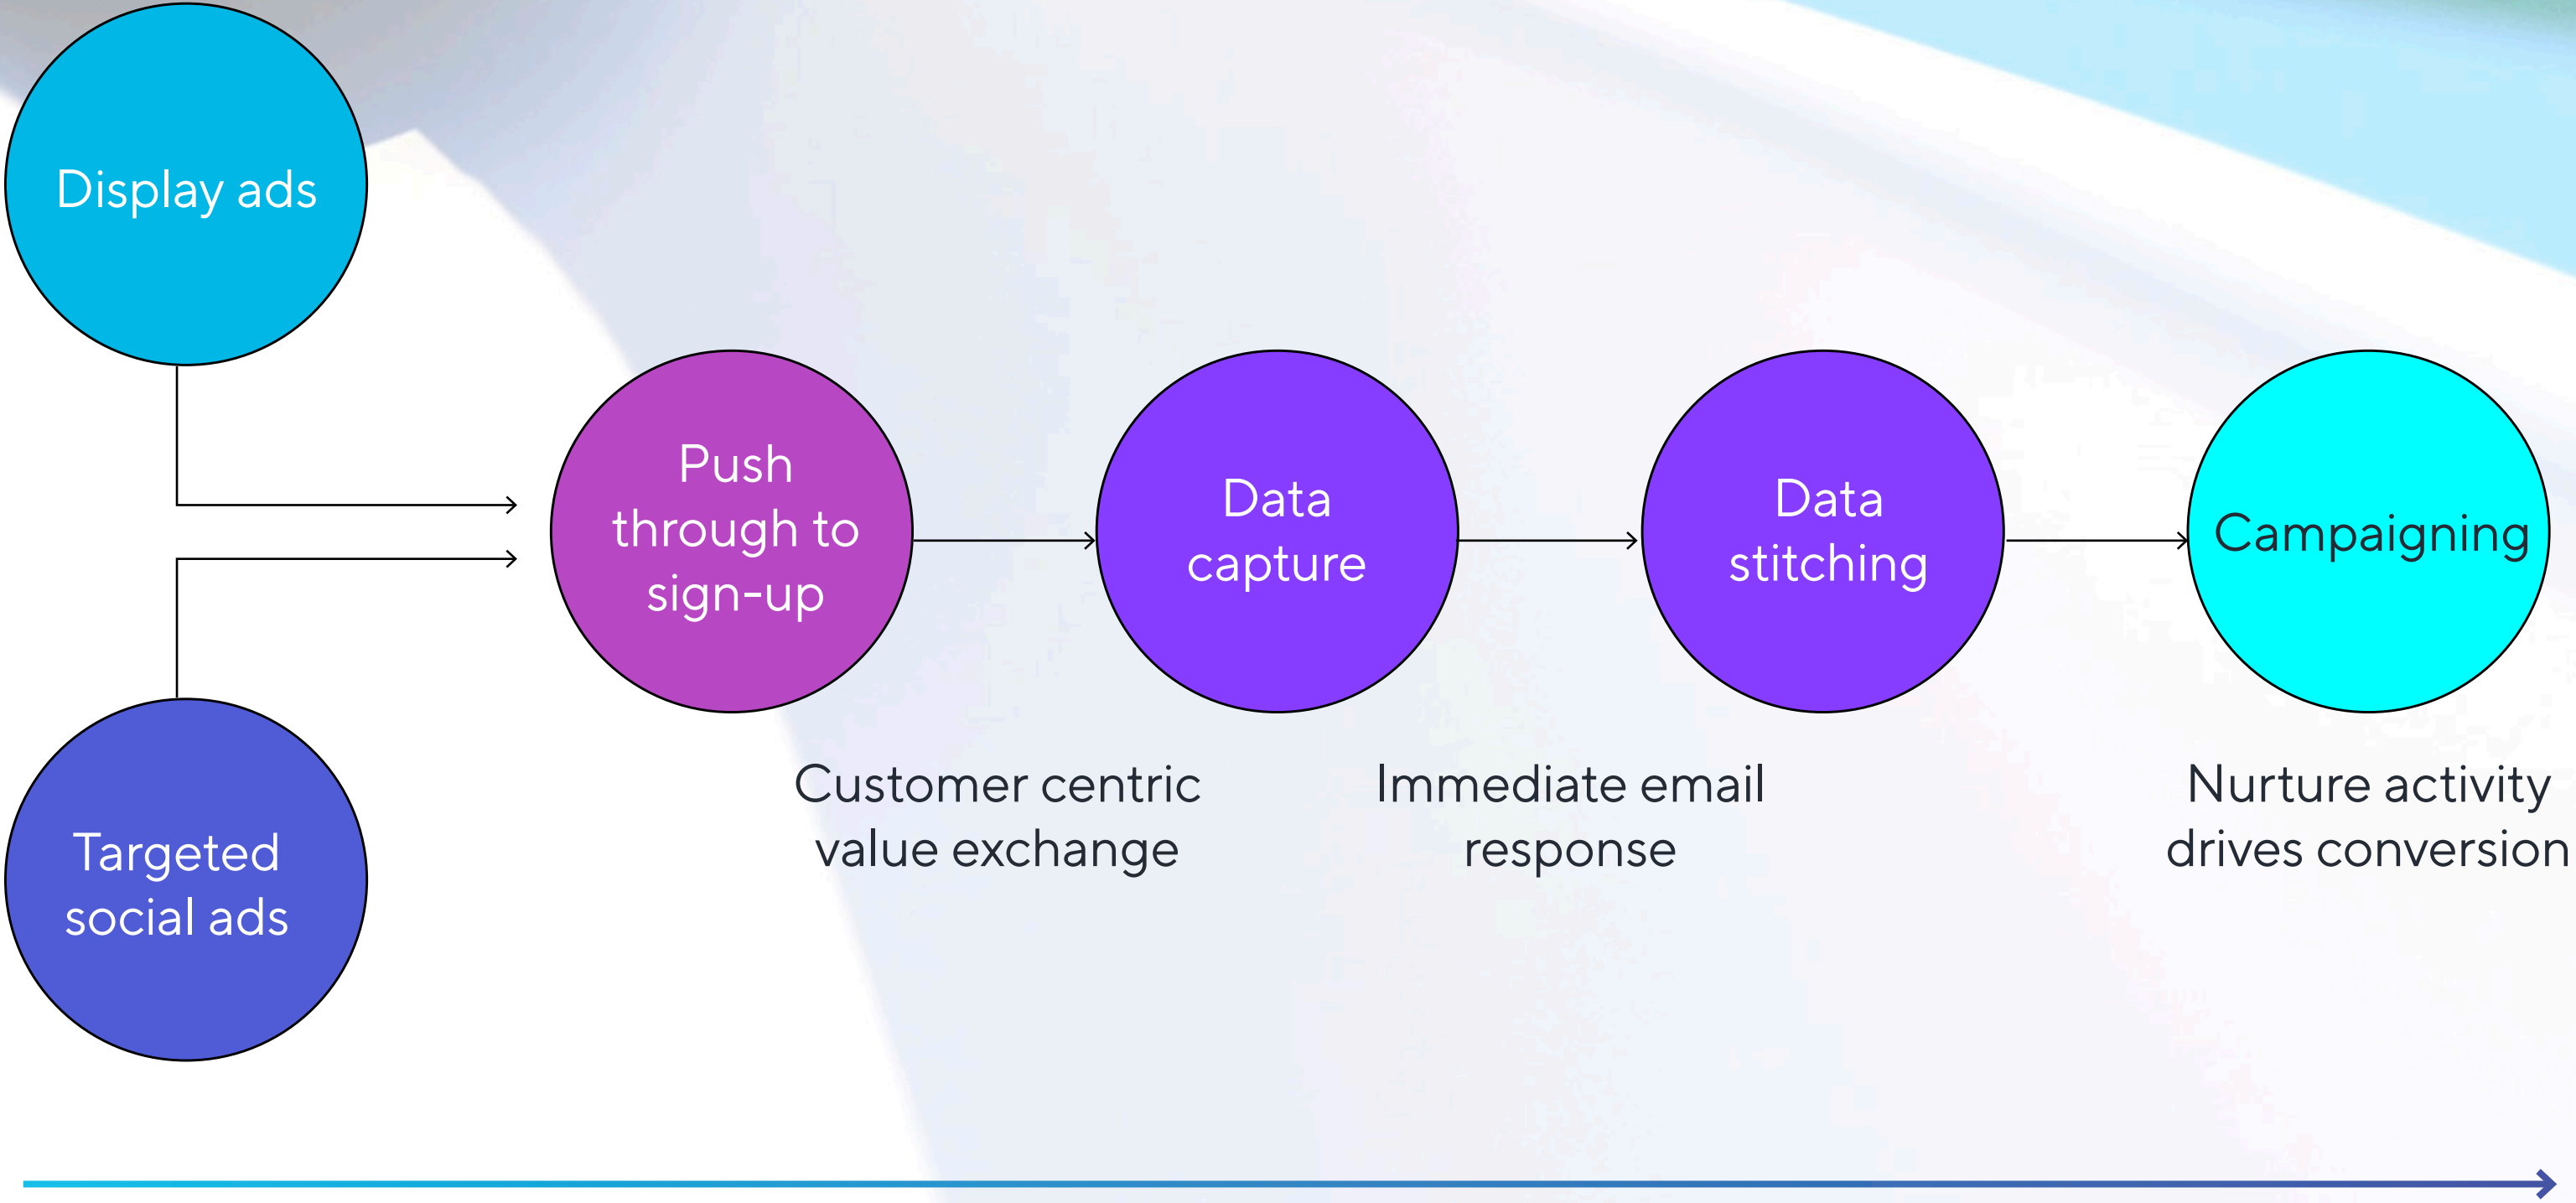 Display ads
Push
through to
sign-up
Data
capture
Data
stitching
Campaigning
Targeted
social ads
Customer centric
value exchange
Immediate email
response
Nurture activity
drives conversion